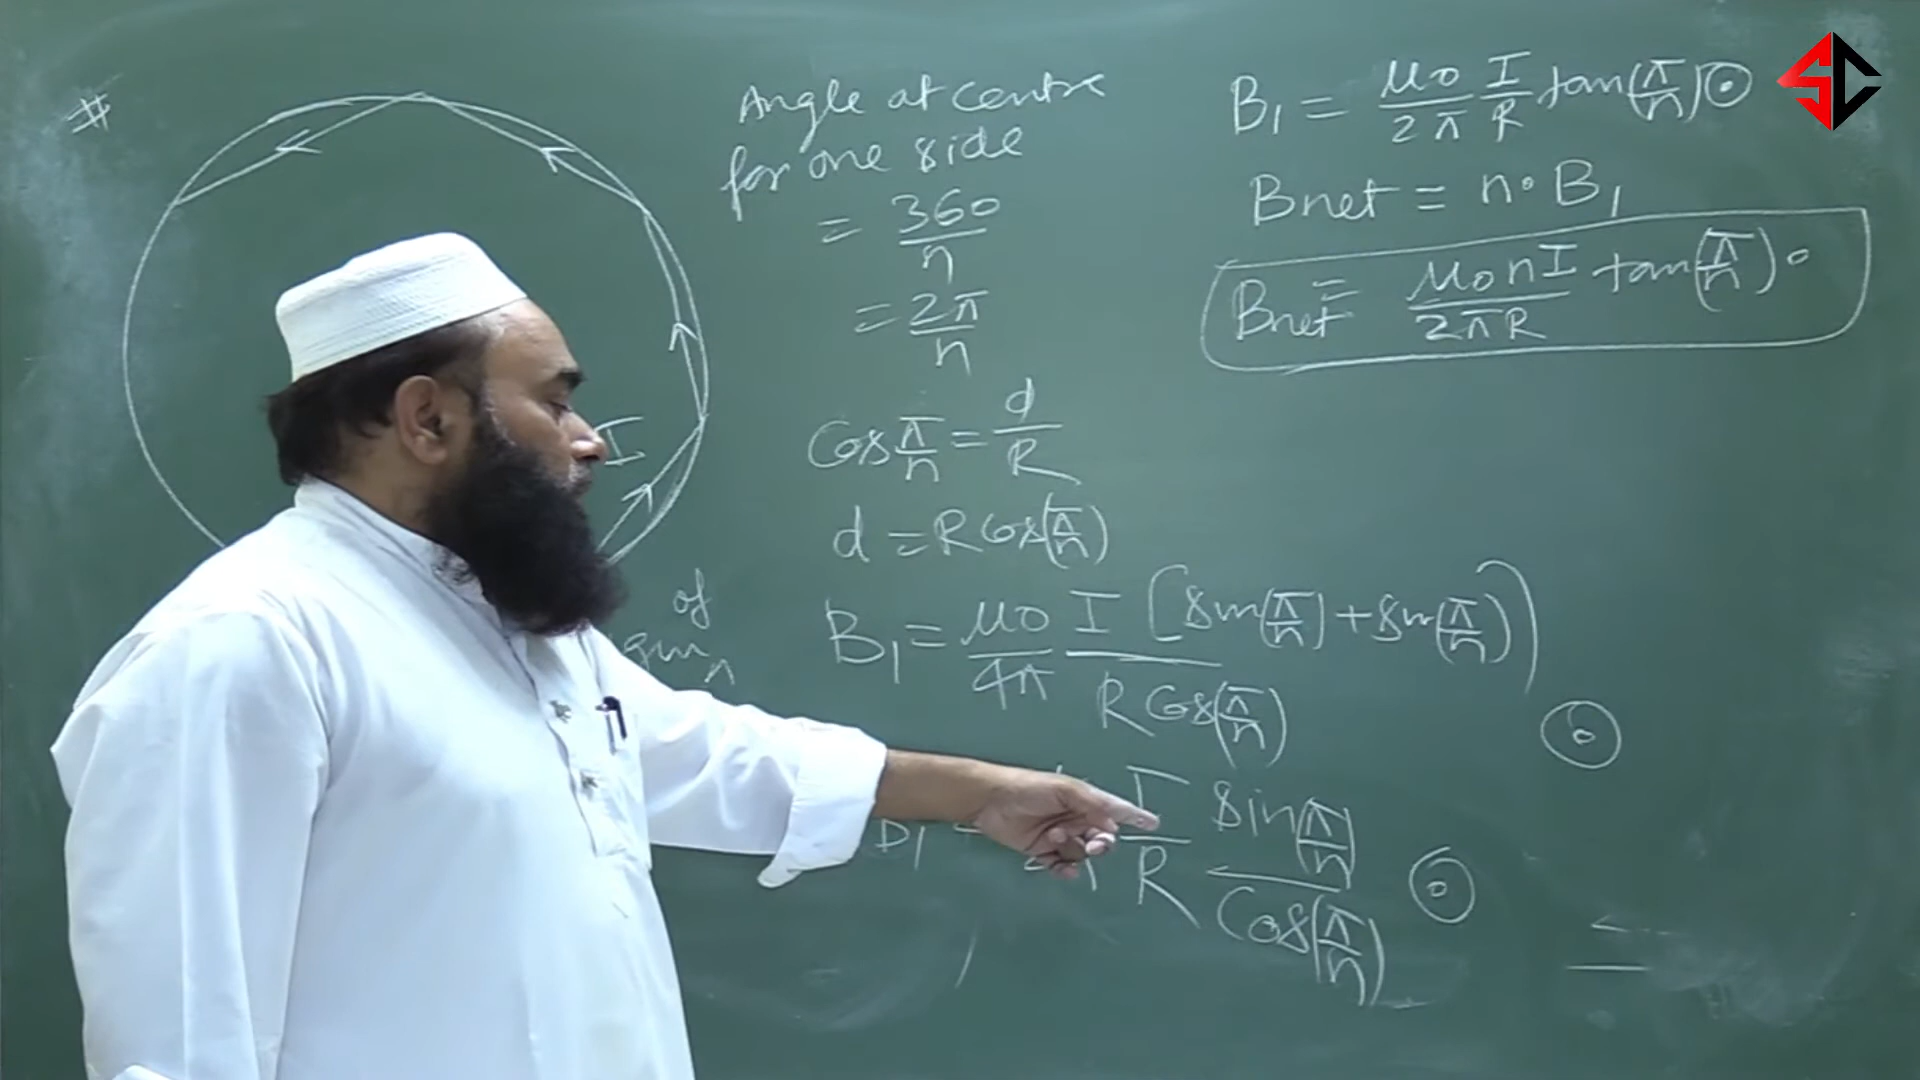 #
I
of
Angle at centre
for one side
= 360/n
= 2π/n
Cos π/n = d/R
d = R Cos(π/n)
B₁ = μ₀/4π I/(R Cos(π/n)) [Sin(π/n) + Sin(π/n)]
I/R Sin(π/n)/Cos(π/n)
B₁ = μ₀/2π I/R tan(π/n) ⊙
Bnet = n · B₁
Bnet = μ₀nI/2πR tan(π/n) ⊙
SC